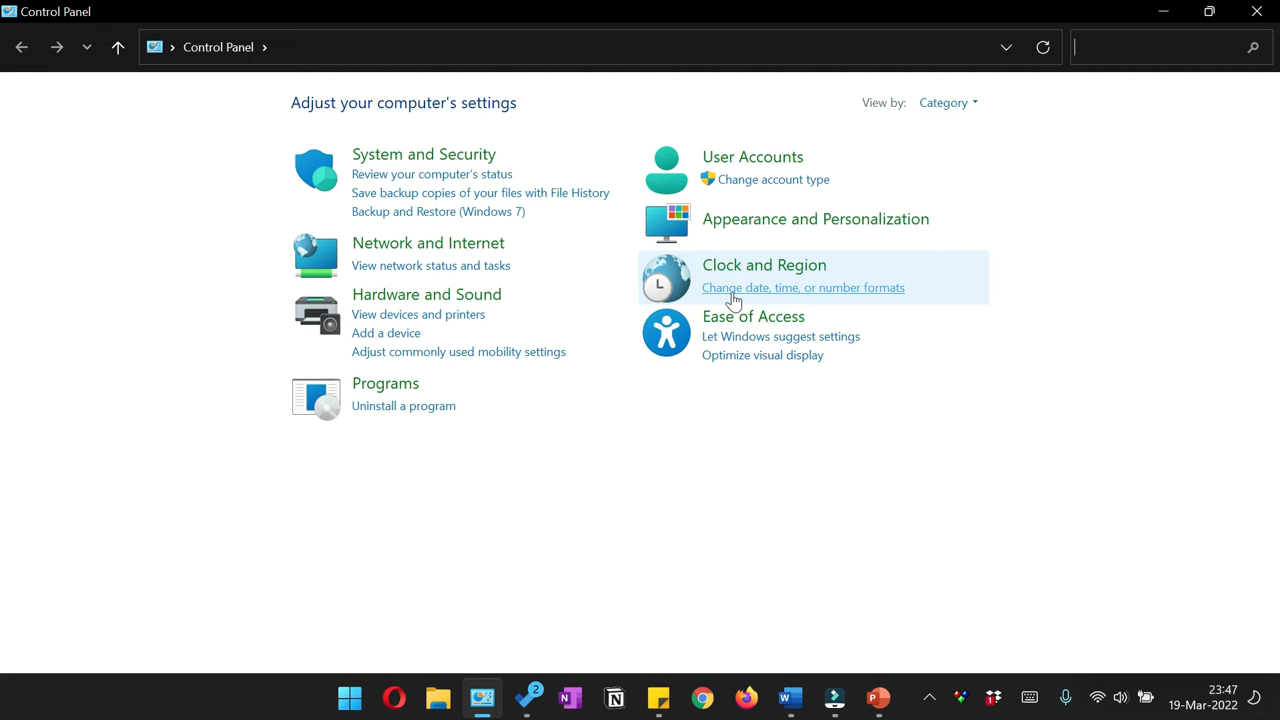 Control Panel
Control Panel
Adjust your computer's settings
View by: Category
System and Security
Review your computer's status
Save backup copies of your files with File History
Backup and Restore (Windows 7)
Network and Internet
View network status and tasks
Hardware and Sound
View devices and printers
Add a device
Adjust commonly used mobility settings
Programs
Uninstall a program
User Accounts
Change account type
Appearance and Personalization
Clock and Region
Change date, time, or number formats
Ease of Access
Let Windows suggest settings
Optimize visual display
2
N
N
W
P
1
23:47
19-Mar-2022